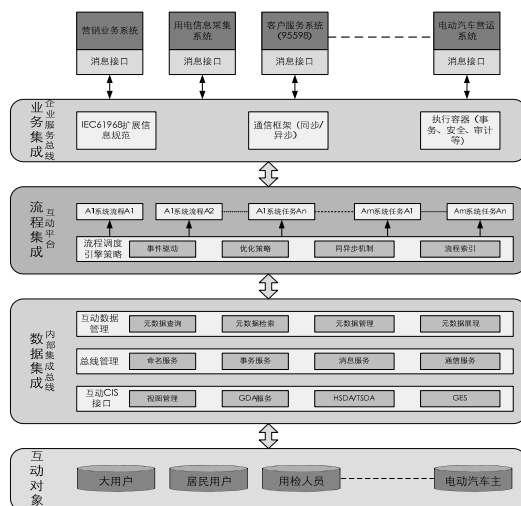 营销业务系统
消息接口
用电信息采集
系统
消息接口
客户服务系统
(95598)
消息接口
电动汽车营运
系统
消息接口
业务集成
企业服务总线
IEC61968扩展信
息规范
通信框架（同步/
异步）
执行容器（事
务、安全、审计
等）
流程集成
互动平台
A1系统流程A1
A1系统流程A2
A1系统任务An
Am系统任务A1
Am系统任务An
流程调度
引擎策略
事件驱动
优化策略
同异步机制
流程索引
数据集成
内部集成总线
互动数据
管理
元数据查询
元数据检索
元数据管理
元数据展现
总线管理
命名服务
事务服务
消息服务
通信服务
互动CIS
接口
视图管理
GDA服务
HSDA/TSDA
GES
互动对象
大用户
居民用户
用检人员
电动汽车主